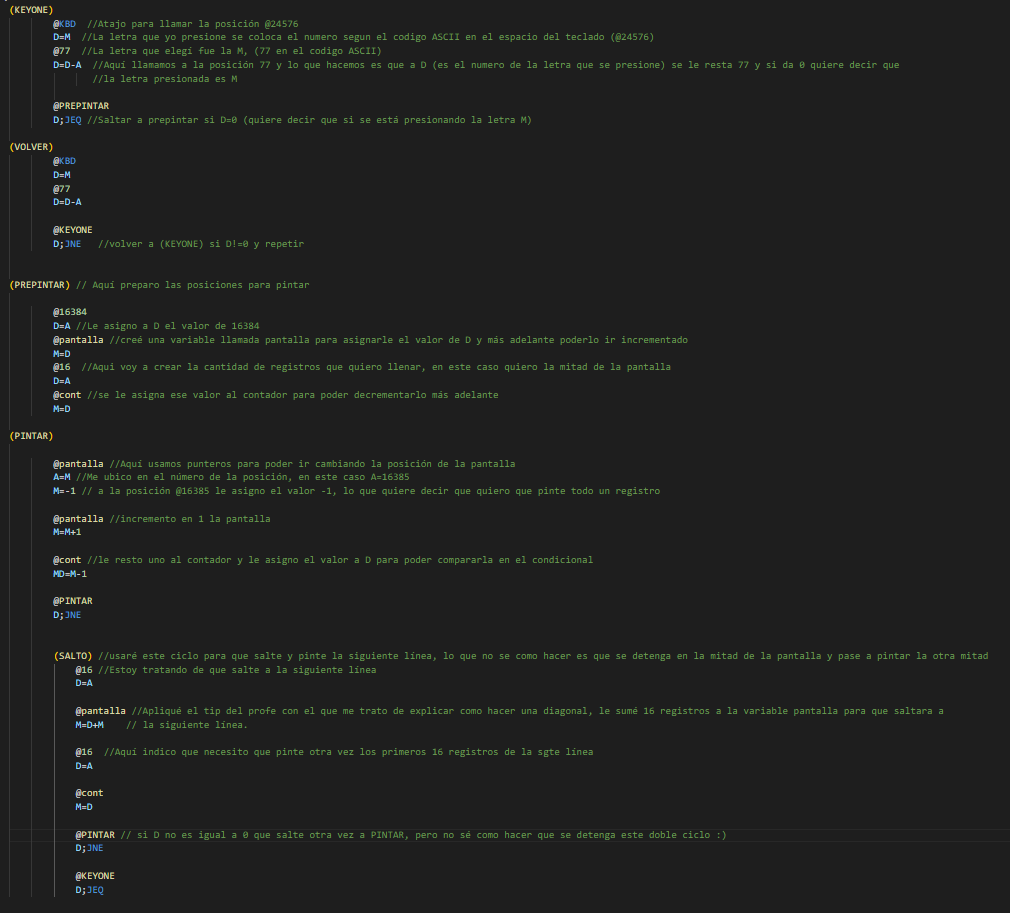 (KEYONE)
@KBD //Atajo para llamar la posición @24576
D=M //La letra que yo presione se coloca el numero segun el codigo ASCII en el espacio del teclado (@24576)
@77 //La letra que elegí fue la M, (77 en el codigo ASCII)
D=D-A //Aquí llamamos a la posición 77 y lo que hacemos es que a D (es el numero de la letra que se presione) se le resta 77 y si da 0 quiere decir que
//la letra presionada es M
@PREPINTAR
D;JEQ //Saltar a prepintar si D=0 (quiere decir que si se está presionando la letra M)
(VOLVER)
@KBD
D=M
@77
D=D-A
@KEYONE
D;JNE //volver a (KEYONE) si D!=0 y repetir
(PREPINTAR) // Aquí preparo las posiciones para pintar
@16384
D=A //Le asigno a D el valor de 16384
@pantalla //creé una variable llamada pantalla para asignarle el valor de D y más adelante poderlo ir incrementado
M=D
@16 //Aqui voy a crear la cantidad de registros que quiero llenar, en este caso quiero la mitad de la pantalla
D=A
@cont //se le asigna ese valor al contador para poder decrementarlo más adelante
M=D
(PINTAR)
@pantalla //Aquí usamos punteros para poder ir cambiando la posición de la pantalla
A=M //Me ubico en el número de la posición, en este caso A=16385
M=-1 // a la posición @16385 le asigno el valor -1, lo que quiere decir que quiero que pinte todo un registro
@pantalla //incremento en 1 la pantalla
M=M+1
@cont //le resto uno al contador y le asigno el valor a D para poder compararla en el condicional
MD=M-1
@PINTAR
D;JNE
(SALTO) //usaré este ciclo para que salte y pinte la siguiente línea, lo que no se como hacer es que se detenga en la mitad de la pantalla y pase a pintar la otra mitad
@16 //Estoy tratando de que salte a la siguiente línea
D=A
@pantalla //Apliqué el tip del profe con el que me trato de explicar como hacer una diagonal, le sumé 16 registros a la variable pantalla para que saltara a
M=D+M // la siguiente línea.
@16 //Aquí indico que necesito que pinte otra vez los primeros 16 registros de la sgte línea
D=A
@cont
M=D
@PINTAR // si D no es igual a 0 que salte otra vez a PINTAR, pero no sé como hacer que se detenga este doble ciclo :)
D;JNE
@KEYONE
D;JEQ